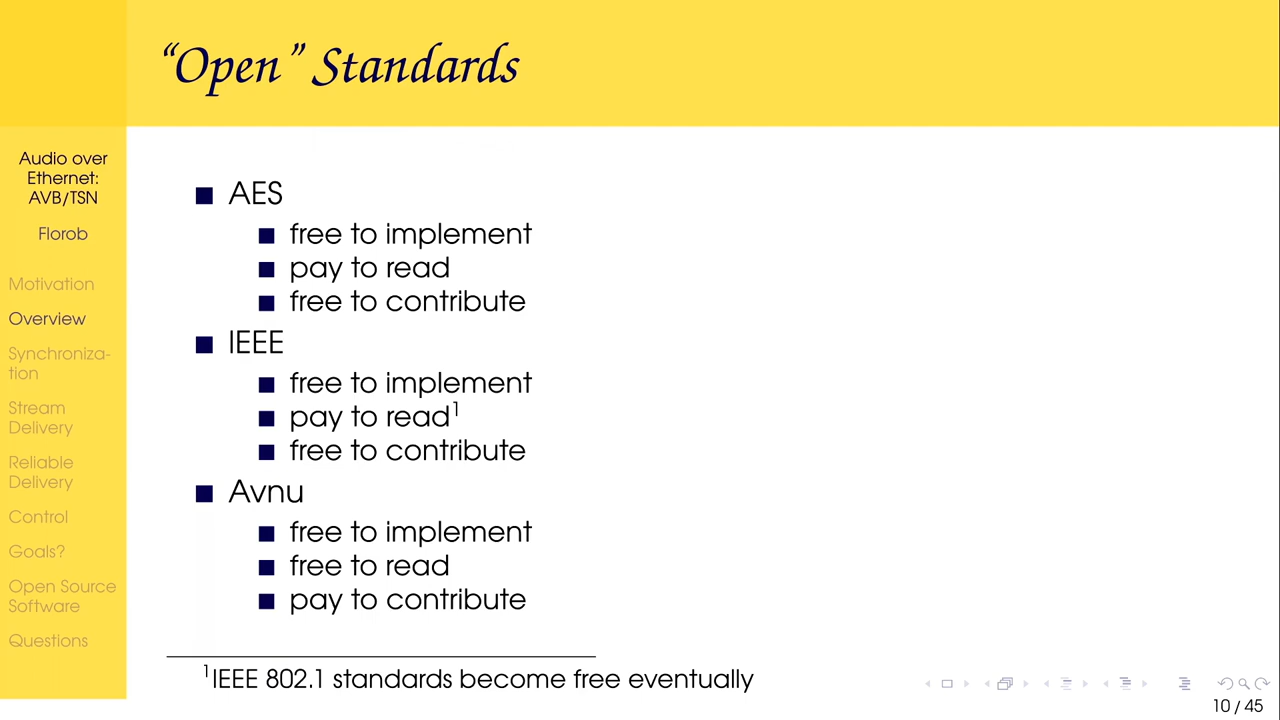 “Open” Standards
Audio over
Ethernet:
AVB/TSN
Florob
Motivation
Overview
Synchroniza-
tion
Stream
Delivery
Reliable
Delivery
Control
Goals?
Open Source
Software
Questions
AES
free to implement
pay to read
free to contribute
IEEE
free to implement
pay to read¹
free to contribute
Avnu
free to implement
free to read
pay to contribute
¹IEEE 802.1 standards become free eventually
10 / 45